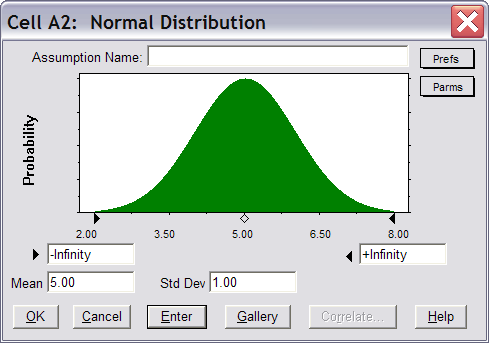 Cell A2: Normal Distribution
Assumption Name:
Prefs
Parms
Probability
2.00 3.50 5.00 6.50 8.00
-Infinity +Infinity
Mean 5.00 Std Dev 1.00
OK Cancel Enter Gallery Correlate... Help